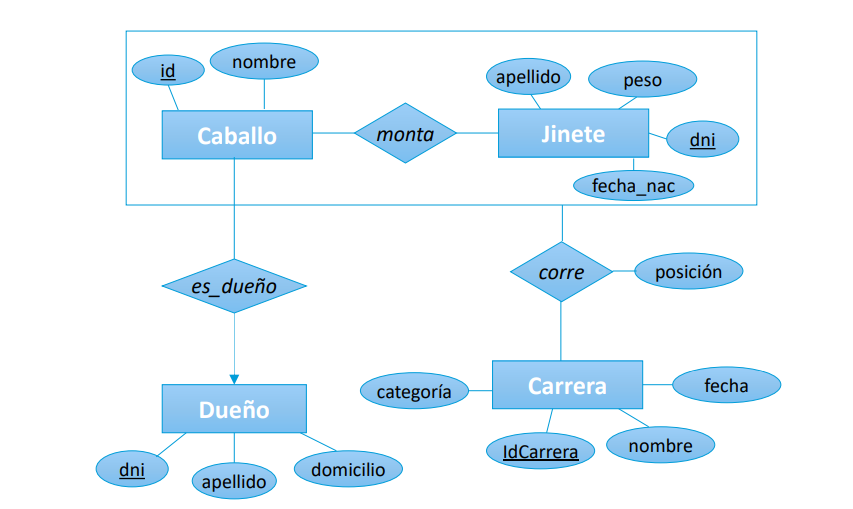 id
nombre
apellido
peso
Caballo
monta
Jinete
dni
fecha_nac
es_dueño
corre
posición
categoría
Carrera
fecha
Dueño
IdCarrera
nombre
dni
apellido
domicilio